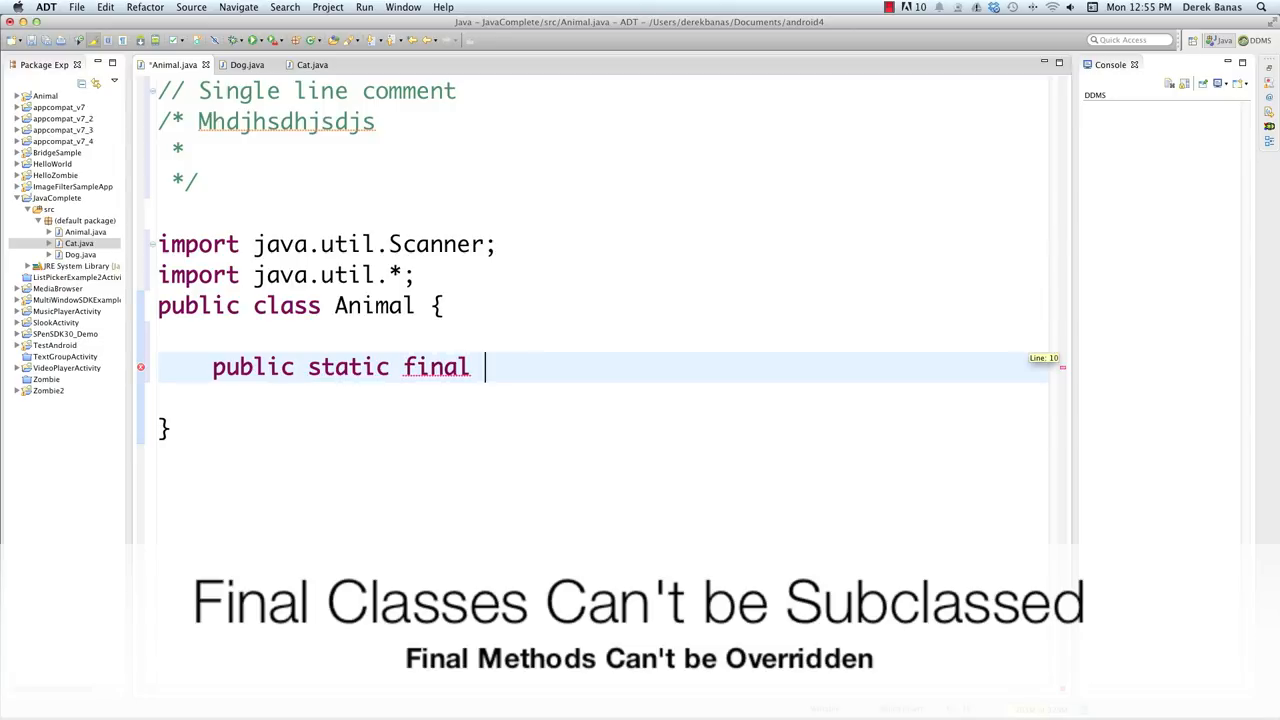 ADT File Edit Refactor Source Navigate Search Project Run Window Help 10 Mon 12:55 PM Derek Banas
Java - JavaComplete/src/Animal.java - ADT - /Users/derekbanas/Documents/android4
Quick Access Java DDMS
Package Exp
*Animal.java Dog.java Cat.java
Console
DDMS
Animal
appcompat_v7
appcompat_v7_2
appcompat_v7_3
appcompat_v7_4
BridgeSample
HelloWorld
HelloZombie
ImageFilterSampleApp
JavaComplete
src
(default package)
Animal.java
Cat.java
Dog.java
JRE System Library [Ja
ListPickerExample2Activi
MediaBrowser
MultiWindowSDKExample
MusicPlayerActivity
SlookActivity
SPenSDK30_Demo
TestAndroid
TextGroupActivity
VideoPlayerActivity
Zombie
Zombie2
// Single line comment
/* Mhdjhsdhjsdjs
*
*/
import java.util.Scanner;
import java.util.*;
public class Animal {
public static final
Line: 10
}
Final Classes Can't be Subclassed
Final Methods Can't be Overridden